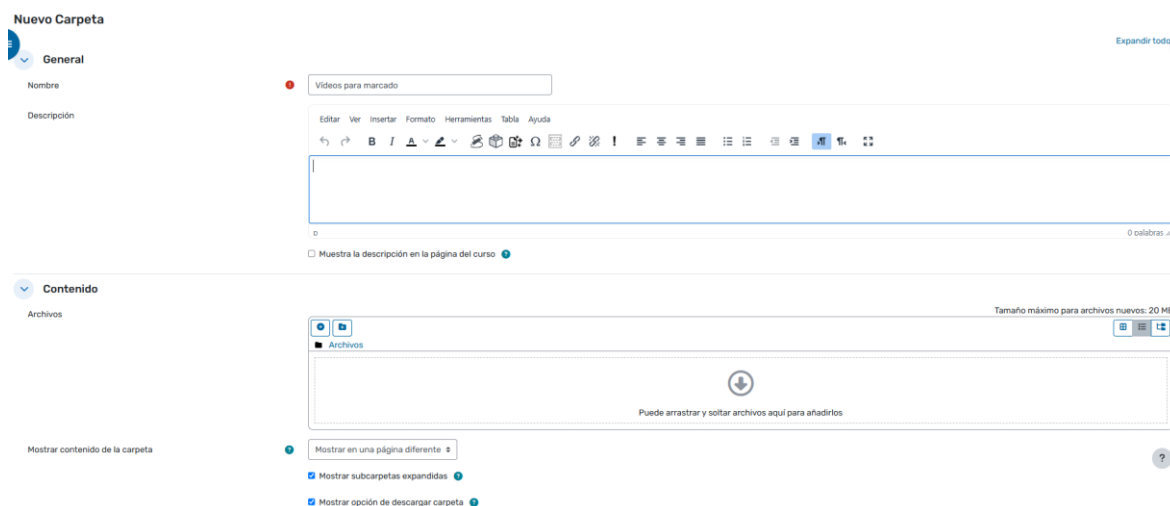 Nuevo Carpeta
Expandir todo
General
Nombre
Vídeos para marcado
Descripción
Editar Ver Insertar Formato Herramientas Tabla Ayuda
p
0 palabras
Muestra la descripción en la página del curso
Contenido
Archivos
Tamaño máximo para archivos nuevos: 20 MB
Archivos
Puede arrastrar y soltar archivos aquí para añadirlos
Mostrar contenido de la carpeta
Mostrar en una página diferente
Mostrar subcarpetas expandidas
Mostrar opción de descargar carpeta